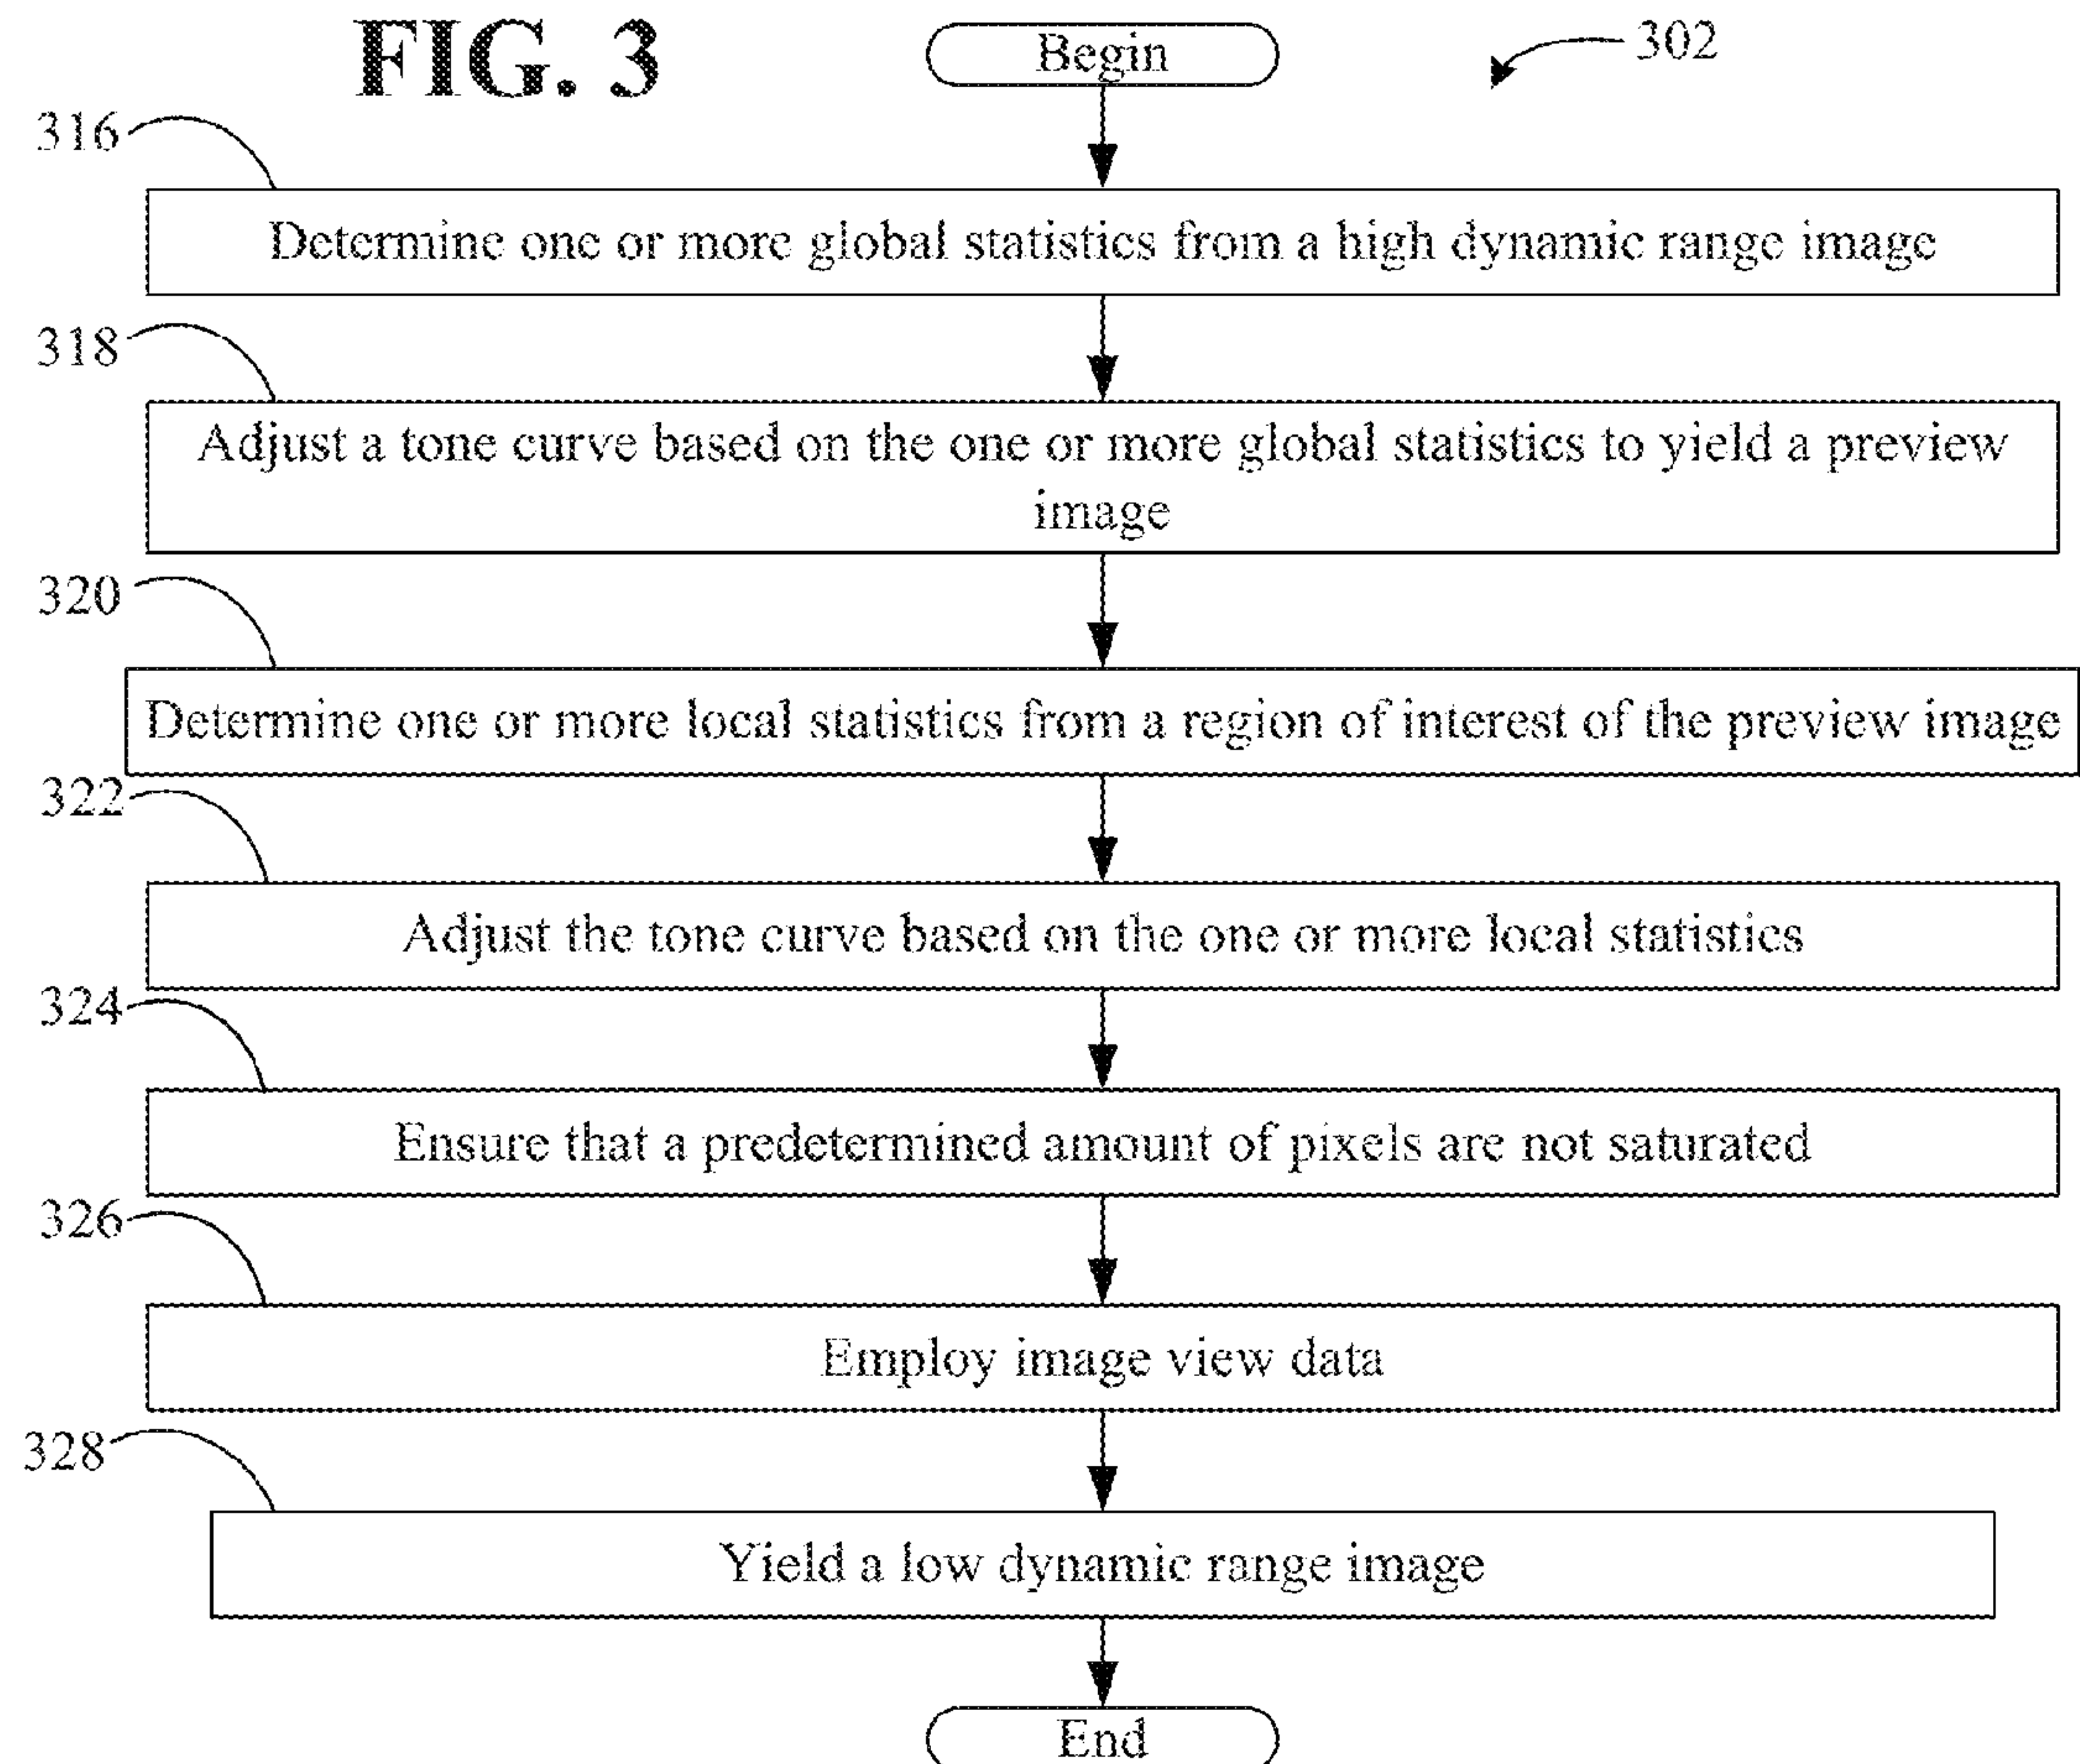 FIG. 3
Begin
302
316
Determine one or more global statistics from a high dynamic range image
318
Adjust a tone curve based on the one or more global statistics to yield a preview
image
320
Determine one or more local statistics from a region of interest of the preview image
322
Adjust the tone curve based on the one or more local statistics
324
Ensure that a predetermined amount of pixels are not saturated
326
Employ image view data
328
Yield a low dynamic range image
End